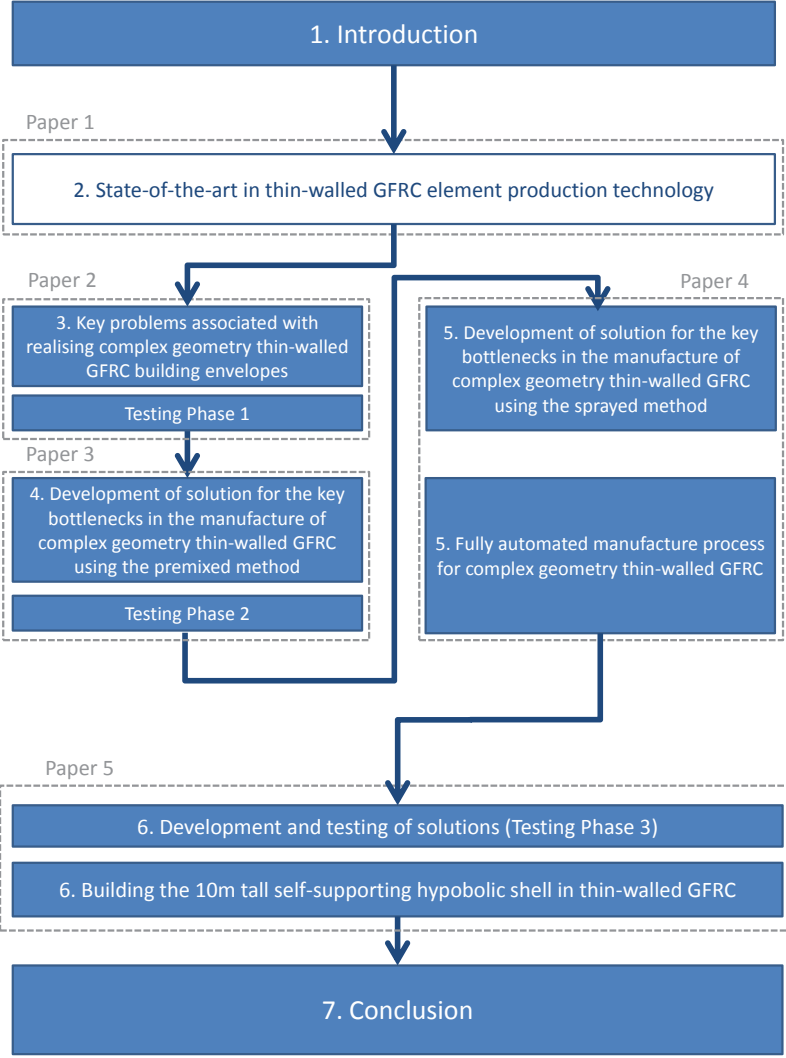 1. Introduction
Paper 1
2. State-of-the-art in thin-walled GFRC element production technology
Paper 2
3. Key problems associated with
realising complex geometry thin-walled
GFRC building envelopes
Testing Phase 1
Paper 3
4. Development of solution for the key
bottlenecks in the manufacture of
complex geometry thin-walled GFRC
using the premixed method
Testing Phase 2
Paper 4
5. Development of solution for the key
bottlenecks in the manufacture of
complex geometry thin-walled GFRC
using the sprayed method
5. Fully automated manufacture process
for complex geometry thin-walled GFRC
Paper 5
6. Development and testing of solutions (Testing Phase 3)
6. Building the 10m tall self-supporting hypobolic shell in thin-walled GFRC
7. Conclusion